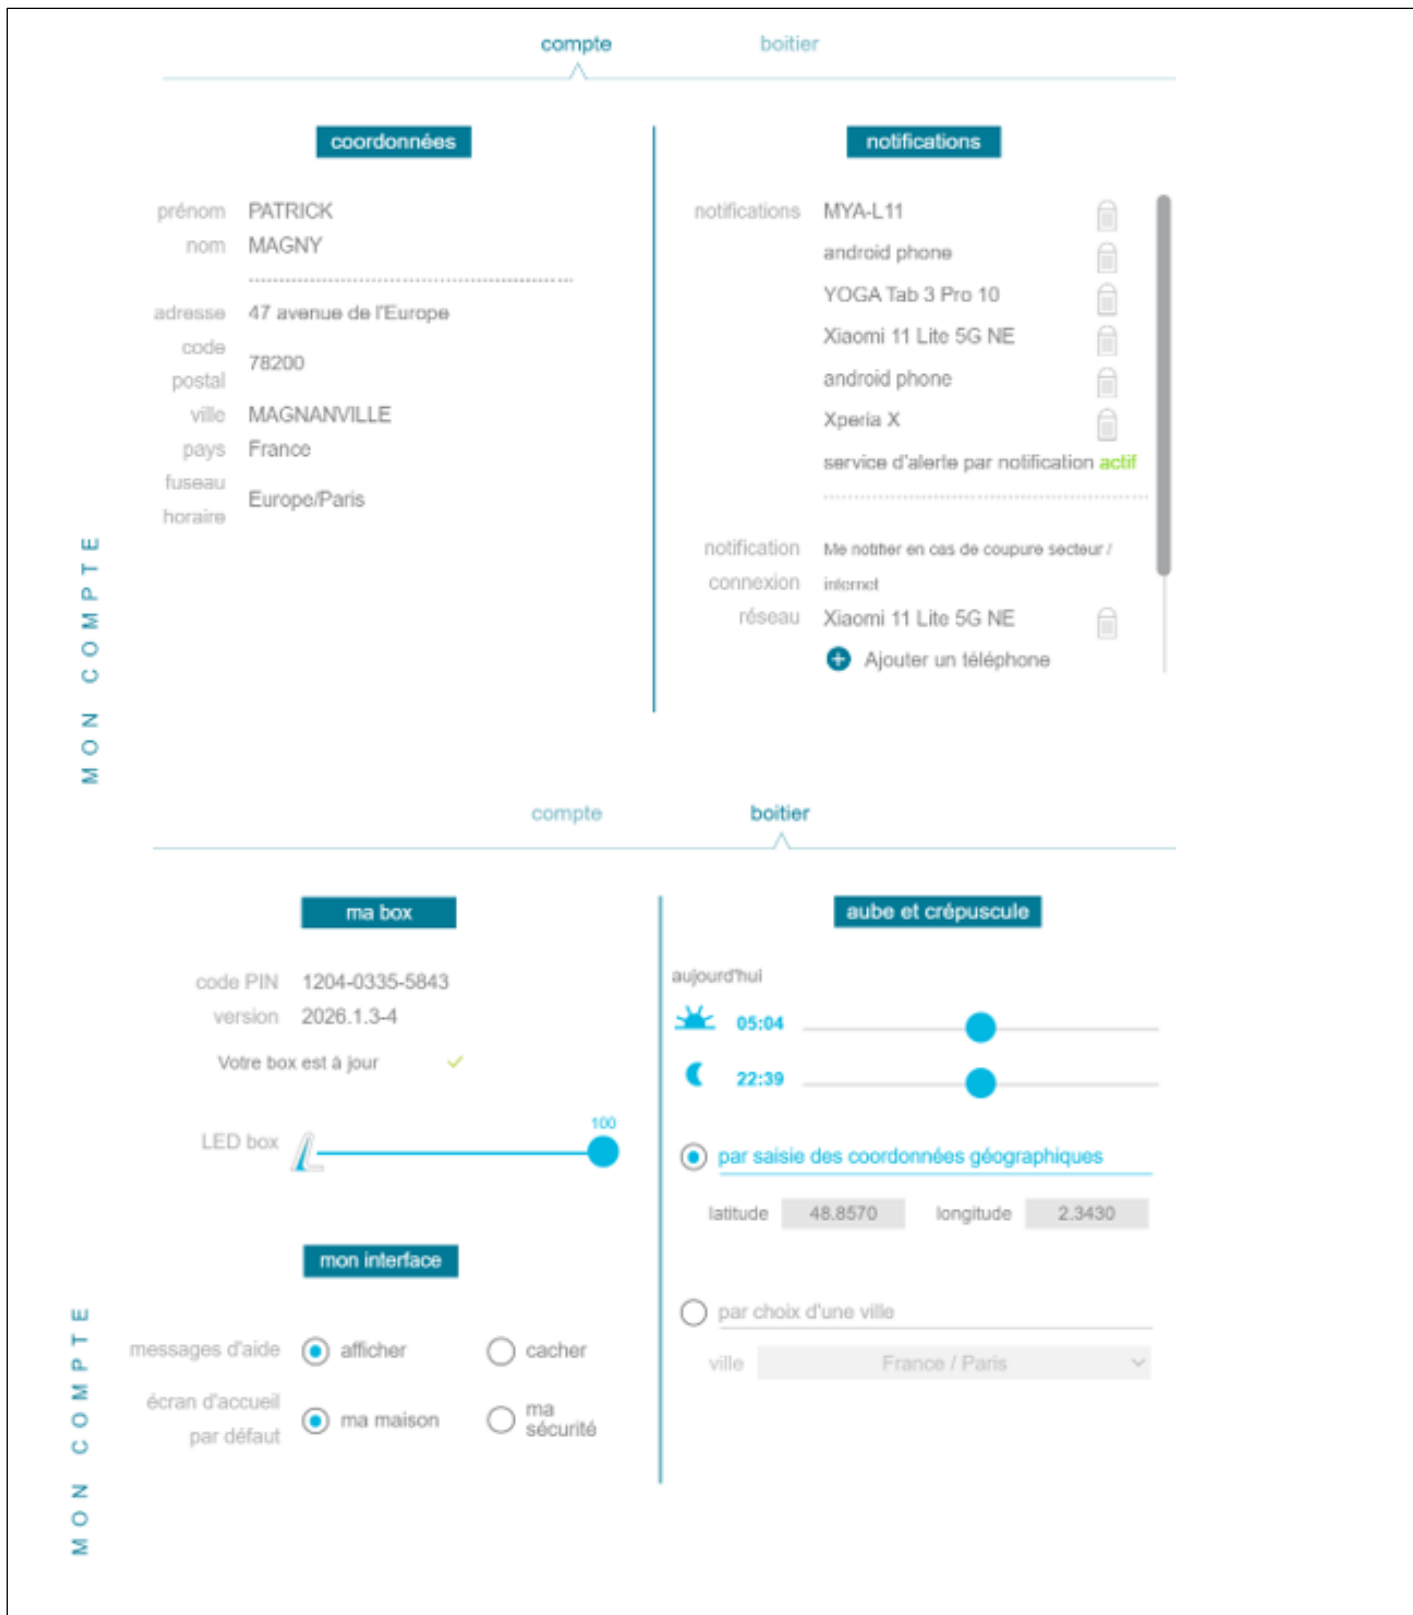 compte boitier
coordonnées
prénom PATRICK
nom MAGNY
adresse 47 avenue de l'Europe
code
postal 78200
ville MAGNANVILLE
pays France
fuseau
horaire Europe/Paris
notifications
notifications MYA-L11
android phone
YOGA Tab 3 Pro 10
Xiaomi 11 Lite 5G NE
android phone
Xperia X
service d'alerte par notification actif
notification Me notifier en cas de coupure secteur /
connexion internet
réseau Xiaomi 11 Lite 5G NE
Ajouter un téléphone
MON COMPTE
compte boitier
ma box
code PIN 1204-0335-5843
version 2026.1.3-4
Votre box est à jour
100
LED box
mon interface
messages d'aide afficher cacher
écran d'accueil
par défaut ma maison ma
sécurité
aube et crépuscule
aujourd'hui
05:04
22:39
par saisie des coordonnées géographiques
latitude 48.8570 longitude 2.3430
par choix d'une ville
ville France / Paris
MON COMPTE